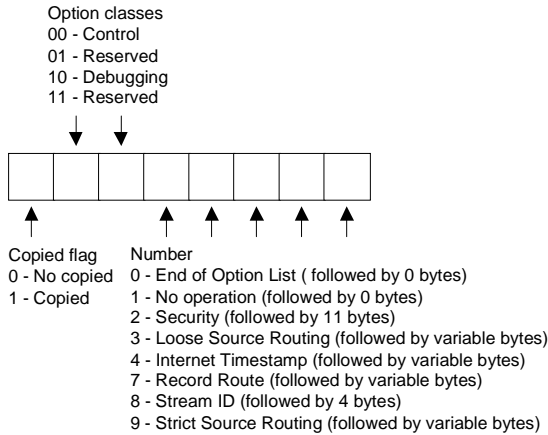 Option classes
00 - Control
01 - Reserved
10 - Debugging
11 - Reserved
Copied flag
0 - No copied
1 - Copied
Number
0 - End of Option List ( followed by 0 bytes)
1 - No operation (followed by 0 bytes)
2 - Security (followed by 11 bytes)
3 - Loose Source Routing (followed by variable bytes)
4 - Internet Timestamp (followed by variable bytes)
7 - Record Route (followed by variable bytes)
8 - Stream ID (followed by 4 bytes)
9 - Strict Source Routing (followed by variable bytes)